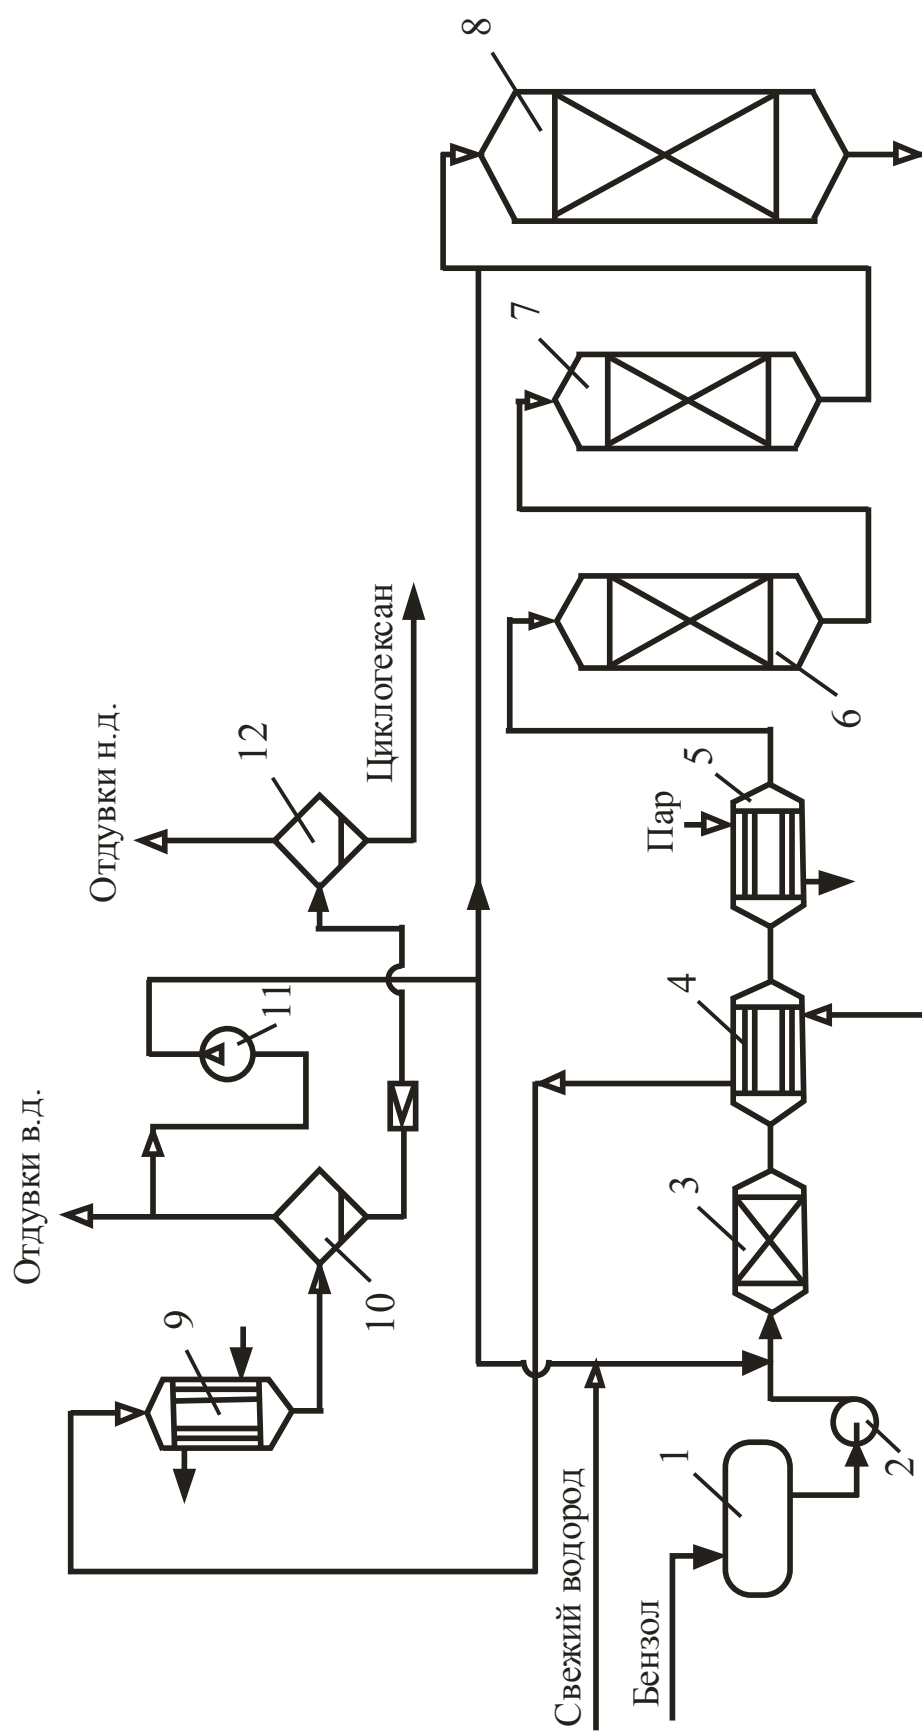 Отдувки в.д.
Отдувки н.д.
9
10
11
12
Циклогексан
8
7
6
Свежий водород
Бензол
Пар
1
2
3
4
5